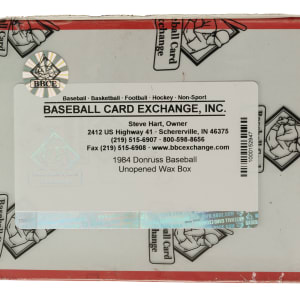 BBCE
Baseball Card
Exchange
Baseball · Basketball · Football · Hockey · Non-Sport
BASEBALL CARD EXCHANGE, INC.
Steve Hart, Owner
2412 US Highway 41 · Schererville, IN 46375
(219) 515-6907 · 800-598-8656
Fax (219) 515-6908 · www.bbcexchange.com
1984 Donruss Baseball
Unopened Wax Box